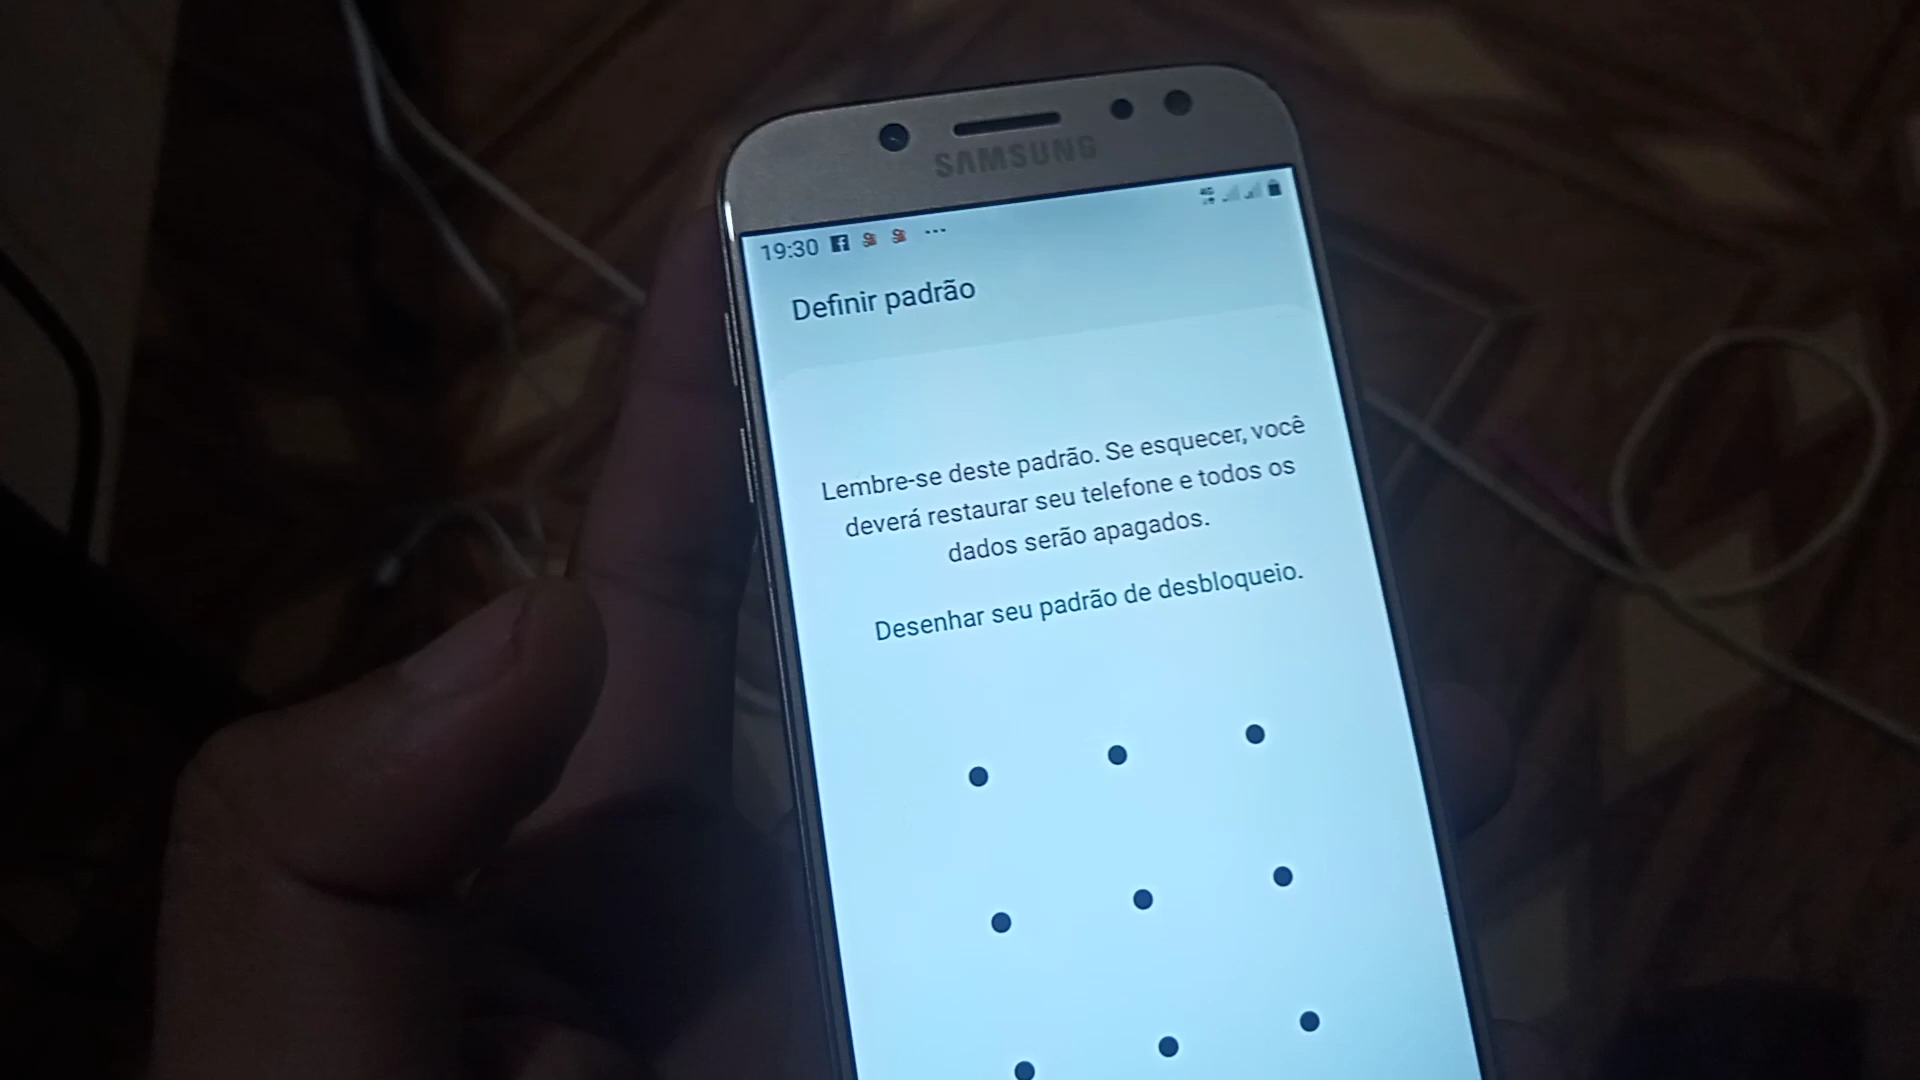 SAMSUNG
19:30
Definir padrão
Lembre-se deste padrão. Se esquecer, você
deverá restaurar seu telefone e todos os
dados serão apagados.
Desenhar seu padrão de desbloqueio.